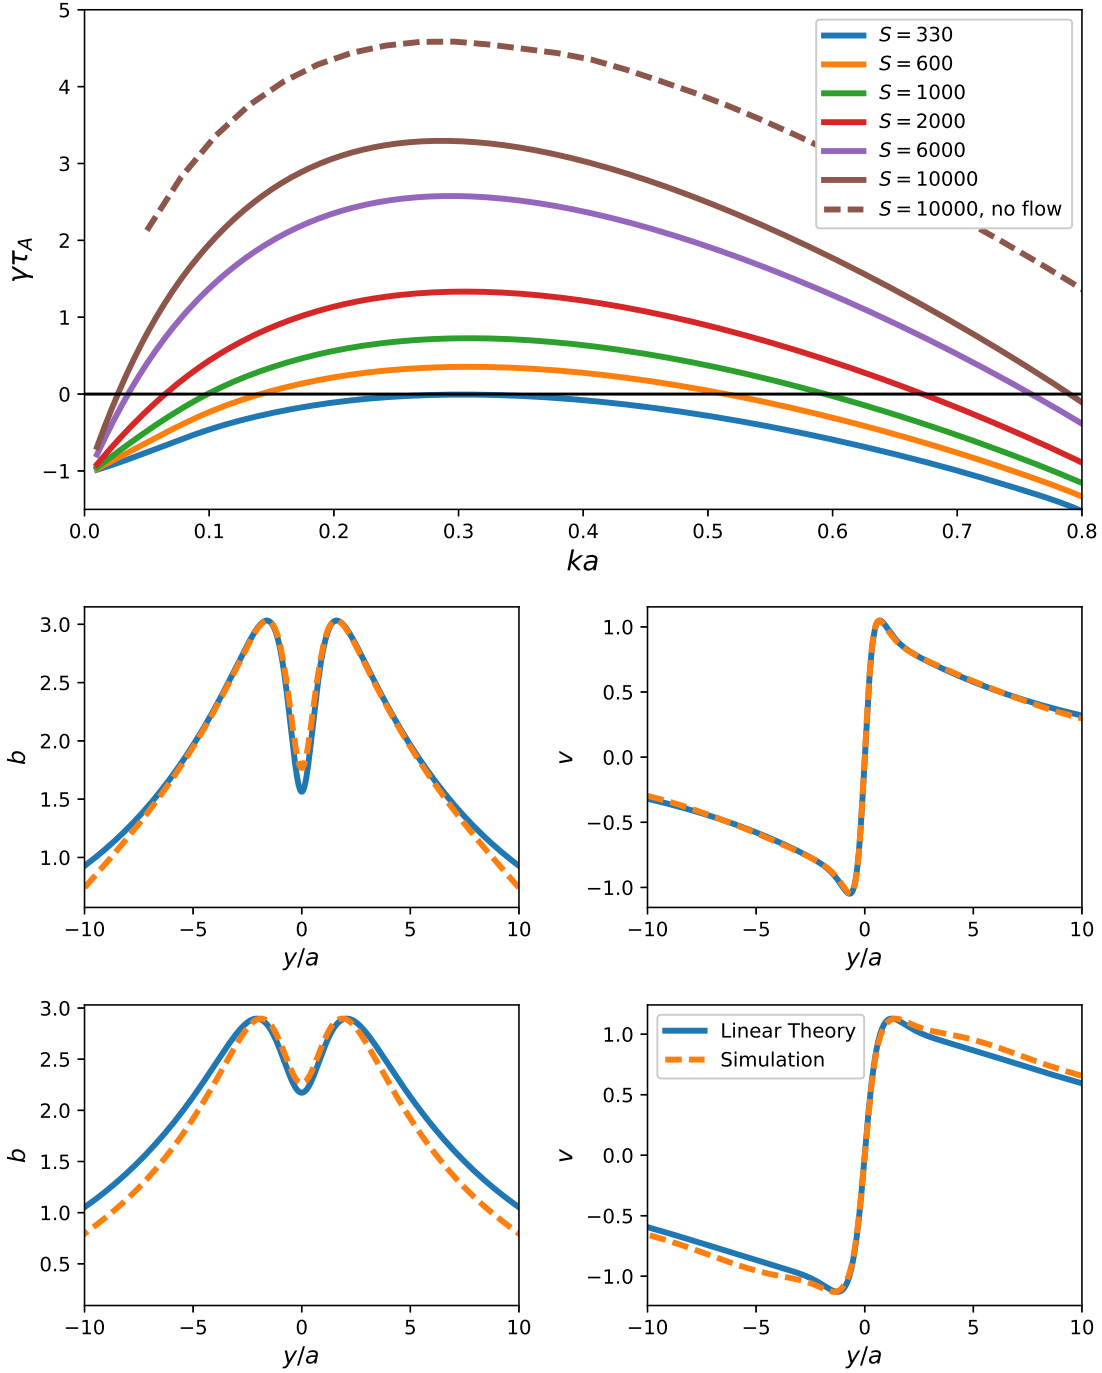 5
4
3
2
1
0
−1
γτ_A
S = 330
S = 600
S = 1000
S = 2000
S = 6000
S = 10000
S = 10000, no flow
0.0 0.1 0.2 0.3 0.4 0.5 0.6 0.7 0.8
ka
3.0
2.5
2.0
1.5
1.0
b
−10 −5 0 5 10
y/a
1.0
0.5
0.0
−0.5
−1.0
v
−10 −5 0 5 10
y/a
3.0
2.5
2.0
1.5
1.0
0.5
b
−10 −5 0 5 10
y/a
1.0
0.5
0.0
−0.5
−1.0
v
Linear Theory
Simulation
−10 −5 0 5 10
y/a